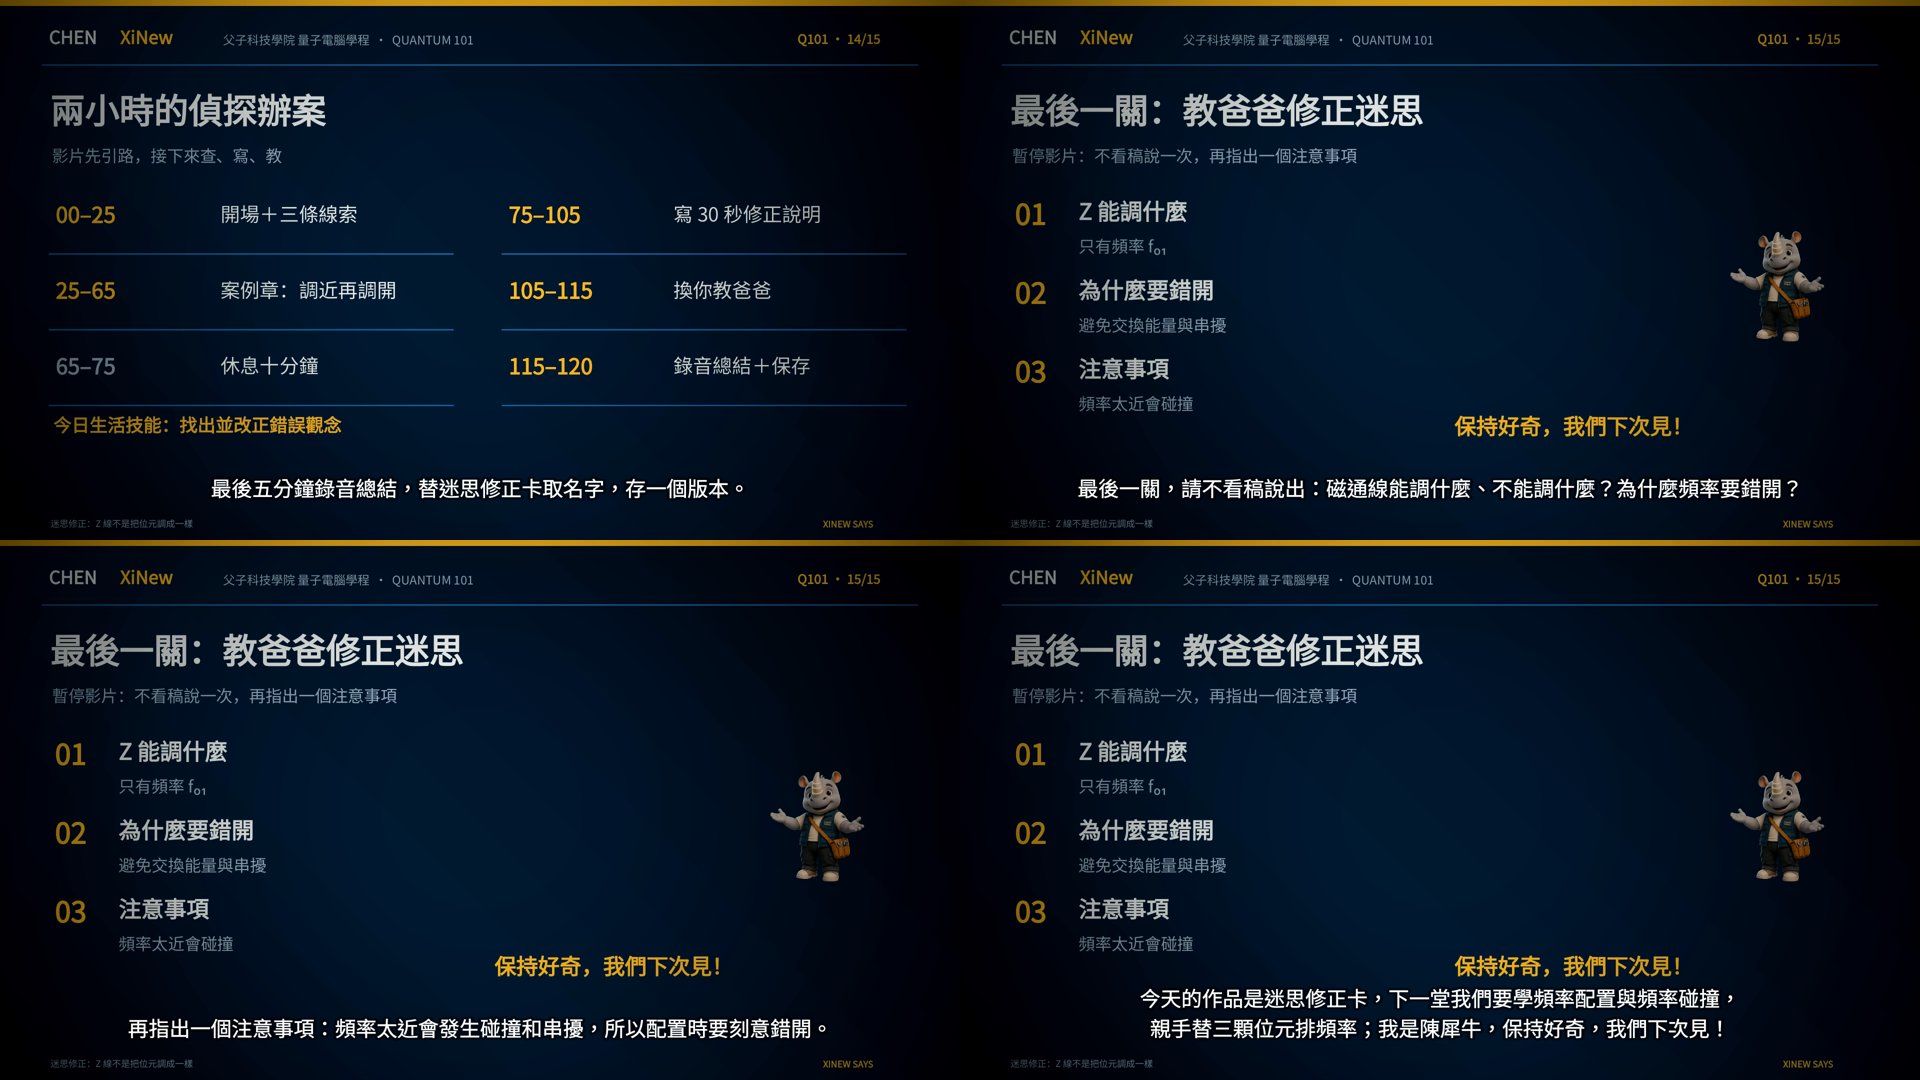 CHEN XiNew 父子科技學院 量子電腦學程 · QUANTUM 101 Q101 · 14/15
兩小時的偵探辦案
影片先引路，接下來查、寫、教
00–25 開場＋三條線索
75–105 寫 30 秒修正說明
25–65 案例章：調近再調開
105–115 換你教爸爸
65–75 休息十分鐘
115–120 錄音總結＋保存
今日生活技能：找出並改正錯誤觀念
最後五分鐘錄音總結，替迷思修正卡取名字，存一個版本。
迷思修正：Z 線不是把位元調成一樣 XINEW SAYS
CHEN XiNew 父子科技學院 量子電腦學程 · QUANTUM 101 Q101 · 15/15
最後一關：教爸爸修正迷思
暫停影片：不看稿說一次，再指出一個注意事項
01 Z 能調什麼
只有頻率 f₀₁
02 為什麼要錯開
避免交換能量與串擾
03 注意事項
頻率太近會碰撞
保持好奇，我們下次見！
最後一關，請不看稿說出：磁通線能調什麼、不能調什麼？為什麼頻率要錯開？
迷思修正：Z 線不是把位元調成一樣 XINEW SAYS
CHEN XiNew 父子科技學院 量子電腦學程 · QUANTUM 101 Q101 · 15/15
最後一關：教爸爸修正迷思
暫停影片：不看稿說一次，再指出一個注意事項
01 Z 能調什麼
只有頻率 f₀₁
02 為什麼要錯開
避免交換能量與串擾
03 注意事項
頻率太近會碰撞
保持好奇，我們下次見！
再指出一個注意事項：頻率太近會發生碰撞和串擾，所以配置時要刻意錯開。
迷思修正：Z 線不是把位元調成一樣 XINEW SAYS
CHEN XiNew 父子科技學院 量子電腦學程 · QUANTUM 101 Q101 · 15/15
最後一關：教爸爸修正迷思
暫停影片：不看稿說一次，再指出一個注意事項
01 Z 能調什麼
只有頻率 f₀₁
02 為什麼要錯開
避免交換能量與串擾
03 注意事項
頻率太近會碰撞
保持好奇，我們下次見！
今天的作品是迷思修正卡，下一堂我們要學頻率配置與頻率碰撞，
親手替三顆位元排頻率；我是陳犀牛，保持好奇，我們下次見！
迷思修正：Z 線不是把位元調成一樣 XINEW SAYS